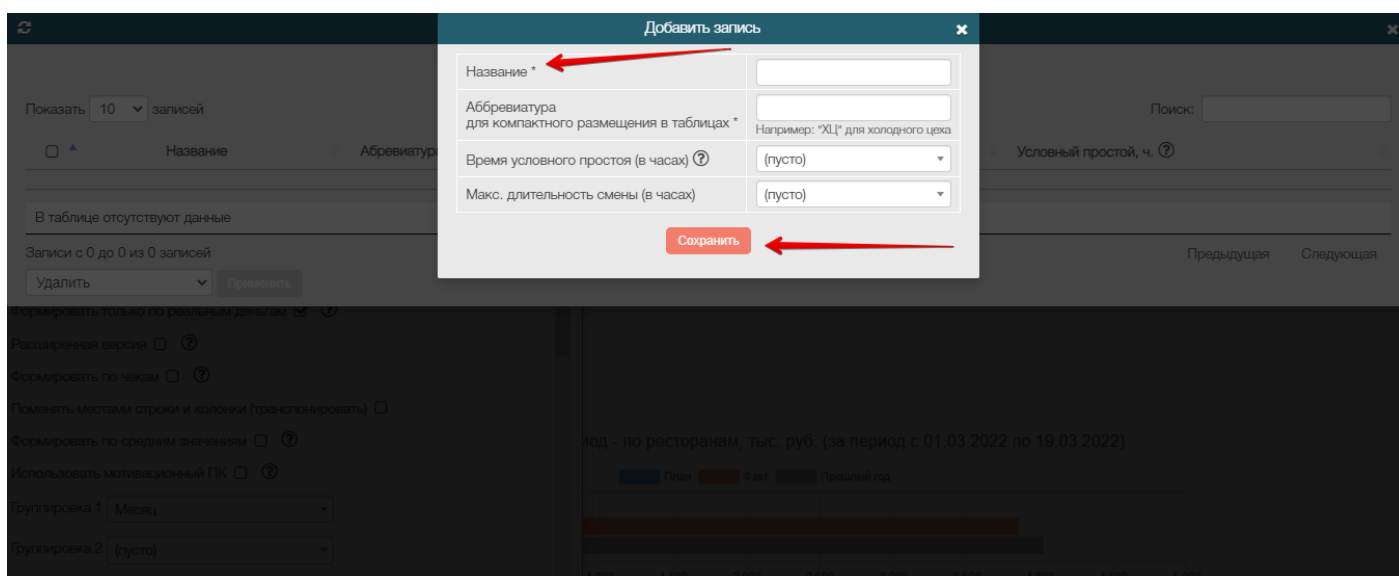 Добавить запись
Название *
Аббревиатура
для компактного размещения в таблицах *
Например: "ХЦ" для холодного цеха
Время условного простоя (в часах) ?
(пусто)
Макс. длительность смены (в часах)
(пусто)
Сохранить
Показать 10 записей
Поиск:
Название
Абревиатура
Условный простой, ч. ?
В таблице отсутствуют данные
Записи с 0 до 0 из 0 записей
Предыдущая Следующая
Удалить
Применить
Формировать только по реальным деньгам ?
Расширенная версия ?
Формировать по чекам ?
Поменять местами строки и колонки (транспонировать)
Формировать по средним значениям ?
Использовать мотивационный ПК ?
Группировка 1 Месяц
Группировка 2 (пусто)
иод - по ресторанам, тыс. руб. (за период с 01.03.2022 по 19.03.2022)
План Факт Прошлый год